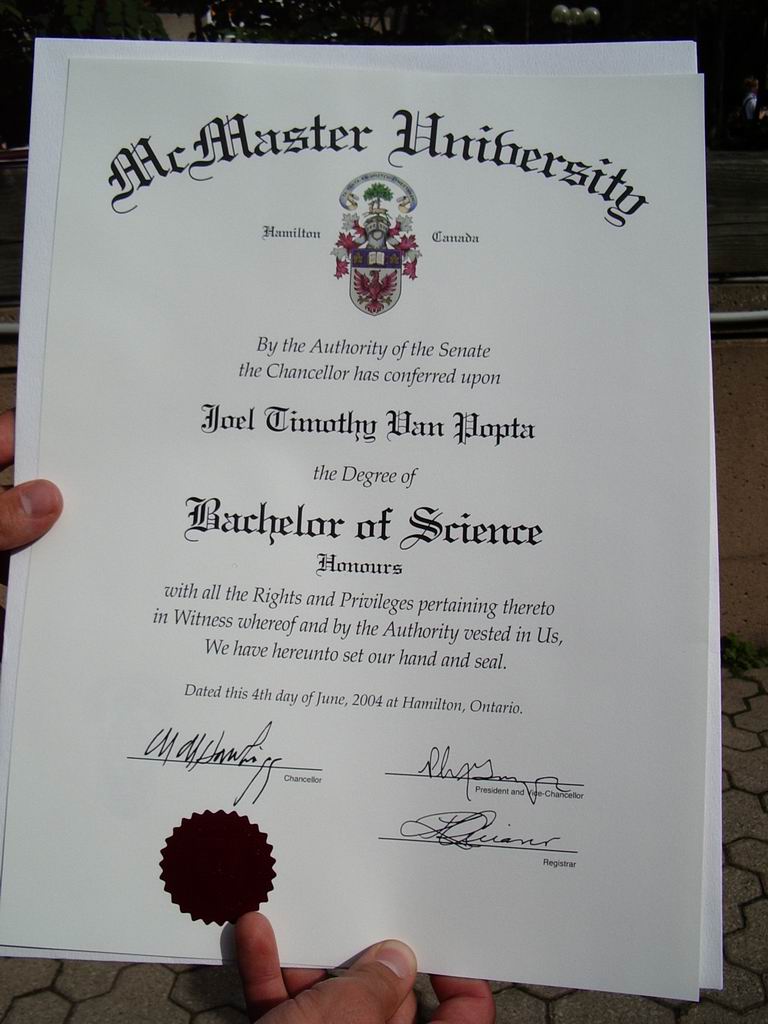 McMaster University
Hamilton Canada
By the Authority of the Senate
the Chancellor has conferred upon
Joel Timothy Van Popta
the Degree of
Bachelor of Science
Honours
with all the Rights and Privileges pertaining thereto
in Witness whereof and by the Authority vested in Us,
We have hereunto set our hand and seal.
Dated this 4th day of June, 2004 at Hamilton, Ontario.
Chancellor
President and Vice-Chancellor
Registrar